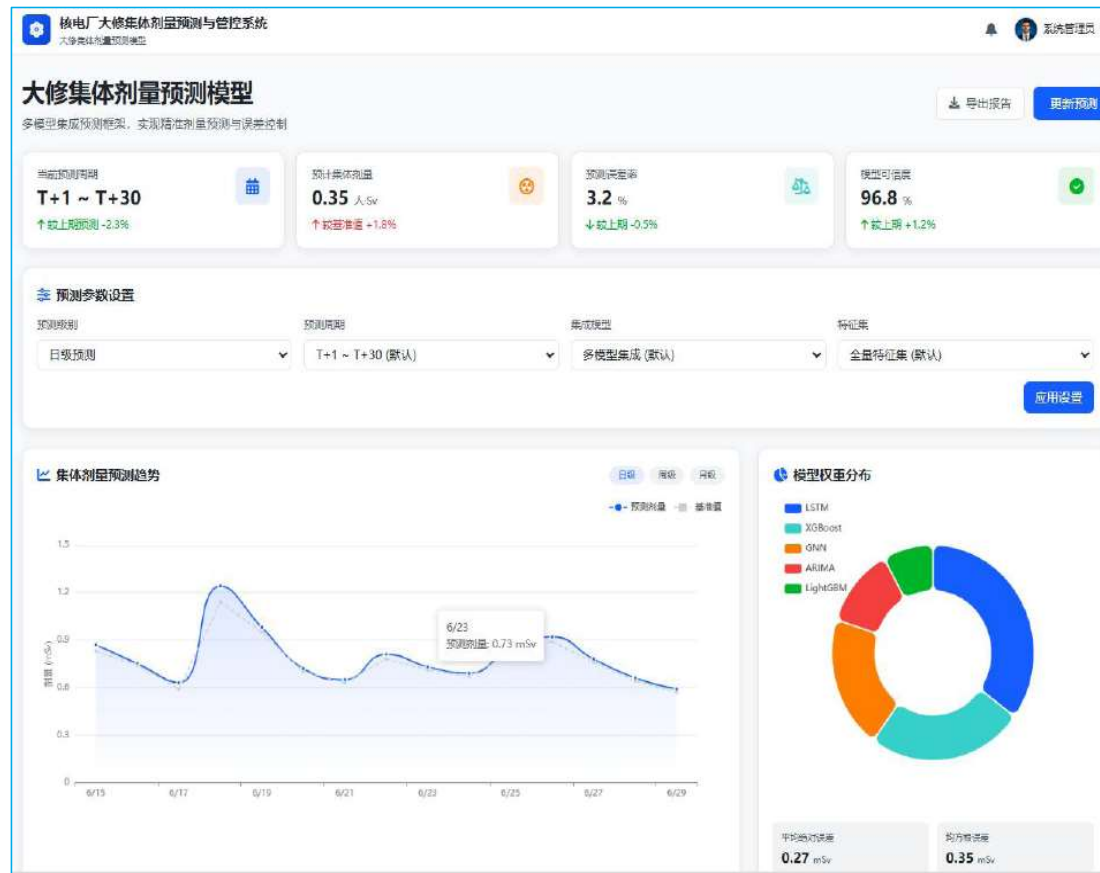 核电厂大修集体剂量预测与管控系统
大修集体剂量预测模型
系统管理员
大修集体剂量预测模型
多模型集成预测框架，实现精准剂量预测与误差控制
导出报告
更新预测
当前预测周期
T+1 ~ T+30
↑较上期预测 -2.3%
预计集体剂量
0.35 人·Sv
↑较基准值 +1.8%
预测误差率
3.2 %
↓较上期 -0.5%
模型可信度
96.8 %
↑较上期 +1.2%
预测参数设置
预测级别
预测周期
集成模型
特征集
日级预测
T+1 ~ T+30 (默认)
多模型集成 (默认)
全量特征集 (默认)
应用设置
集体剂量预测趋势
日级
周级
月级
预测剂量
基准值
剂量 (mSv)
1.5
1.2
0.9
0.6
0.3
0
6/15
6/17
6/19
6/21
6/23
6/25
6/27
6/29
6/23
预测剂量: 0.73 mSv
模型权重分布
LSTM
XGBoost
GNN
ARIMA
LightGBM
平均绝对误差
0.27 mSv
均方根误差
0.35 mSv